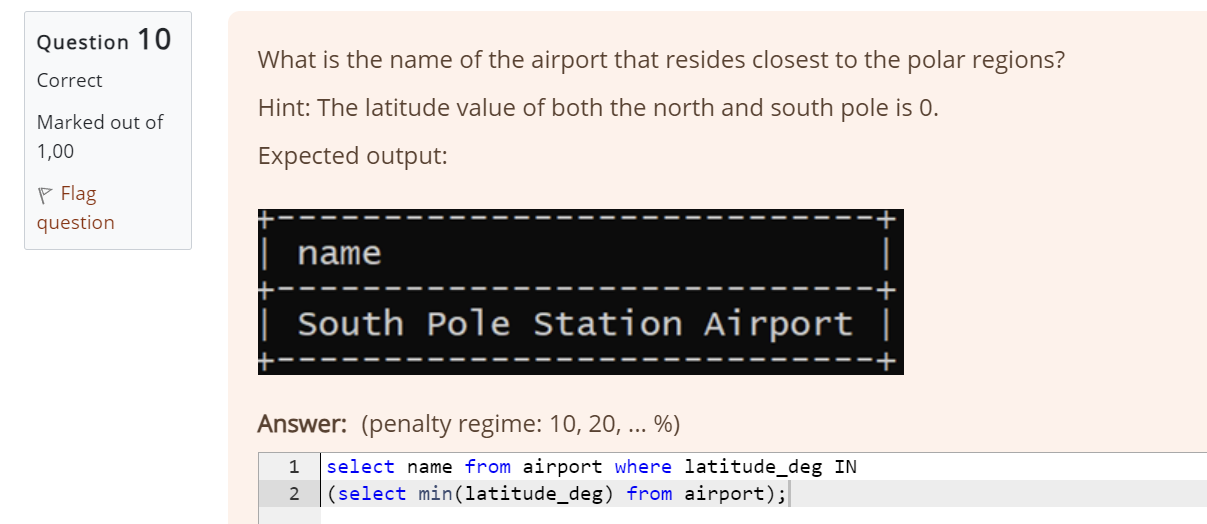 Question 10
Correct
Marked out of
1,00
Flag
question
What is the name of the airport that resides closest to the polar regions?
Hint: The latitude value of both the north and south pole is 0.
Expected output:
+----------------------------+
| name                       |
+----------------------------+
| South Pole Station Airport |
+----------------------------+
Answer: (penalty regime: 10, 20, ... %)
1 select name from airport where latitude_deg IN
2 (select min(latitude_deg) from airport);